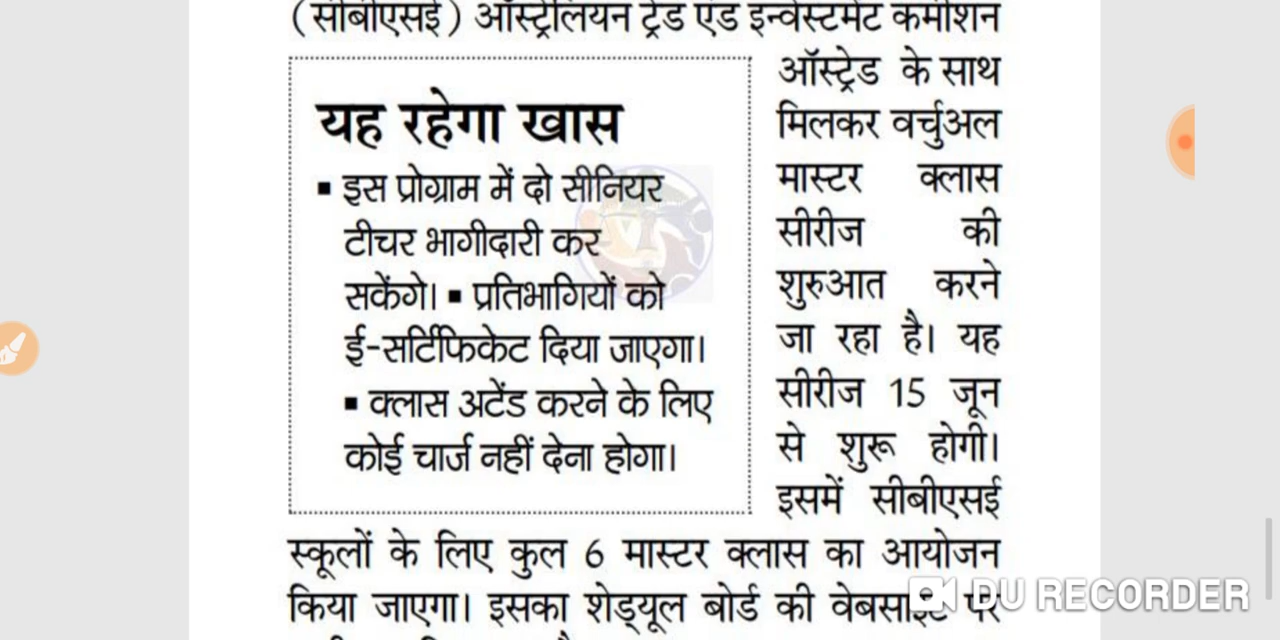 (सीबीएसई) ऑस्ट्रेलियन ट्रेड एंड इन्वेस्टमेंट कमीशन
यह रहेगा खास
▪ इस प्रोग्राम में दो सीनियर
टीचर भागीदारी कर
सकेंगे। ▪ प्रतिभागियों को
ई-सर्टिफिकेट दिया जाएगा।
▪ क्लास अटेंड करने के लिए
कोई चार्ज नहीं देना होगा।
ऑस्ट्रेड के साथ
मिलकर वर्चुअल
मास्टर क्लास
सीरीज की
शुरुआत करने
जा रहा है। यह
सीरीज 15 जून
से शुरू होगी।
इसमें सीबीएसई
स्कूलों के लिए कुल 6 मास्टर क्लास का आयोजन
किया जाएगा। इसका शेड्यूल बोर्ड की वेबसाइट पर
DU RECORDER